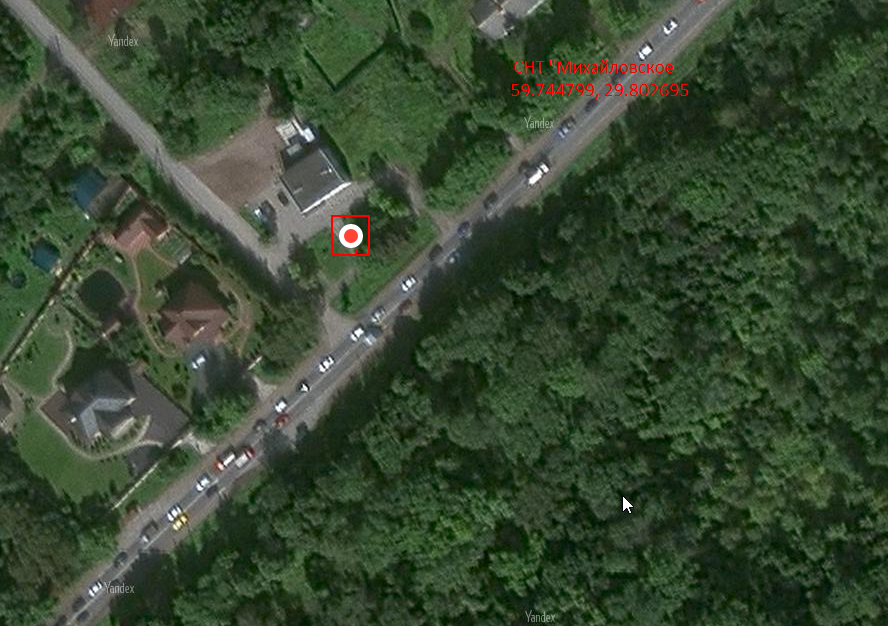 Yandex
СНТ "Михайловское
59.744799, 29.802695
Yandex
Yandex
Yandex